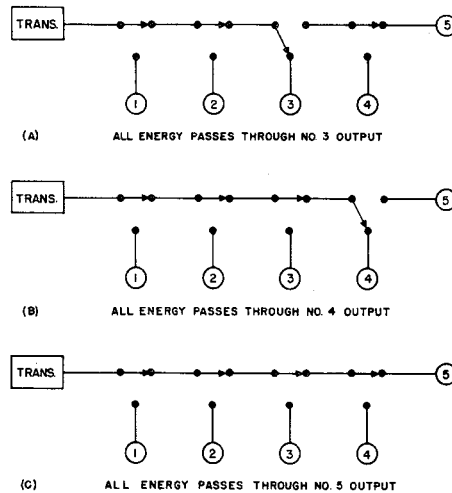 TRANS. 5
1 2 3 4
(A) ALL ENERGY PASSES THROUGH NO. 3 OUTPUT
TRANS. 5
1 2 3 4
(B) ALL ENERGY PASSES THROUGH NO. 4 OUTPUT
TRANS. 5
1 2 3 4
(C) ALL ENERGY PASSES THROUGH NO. 5 OUTPUT